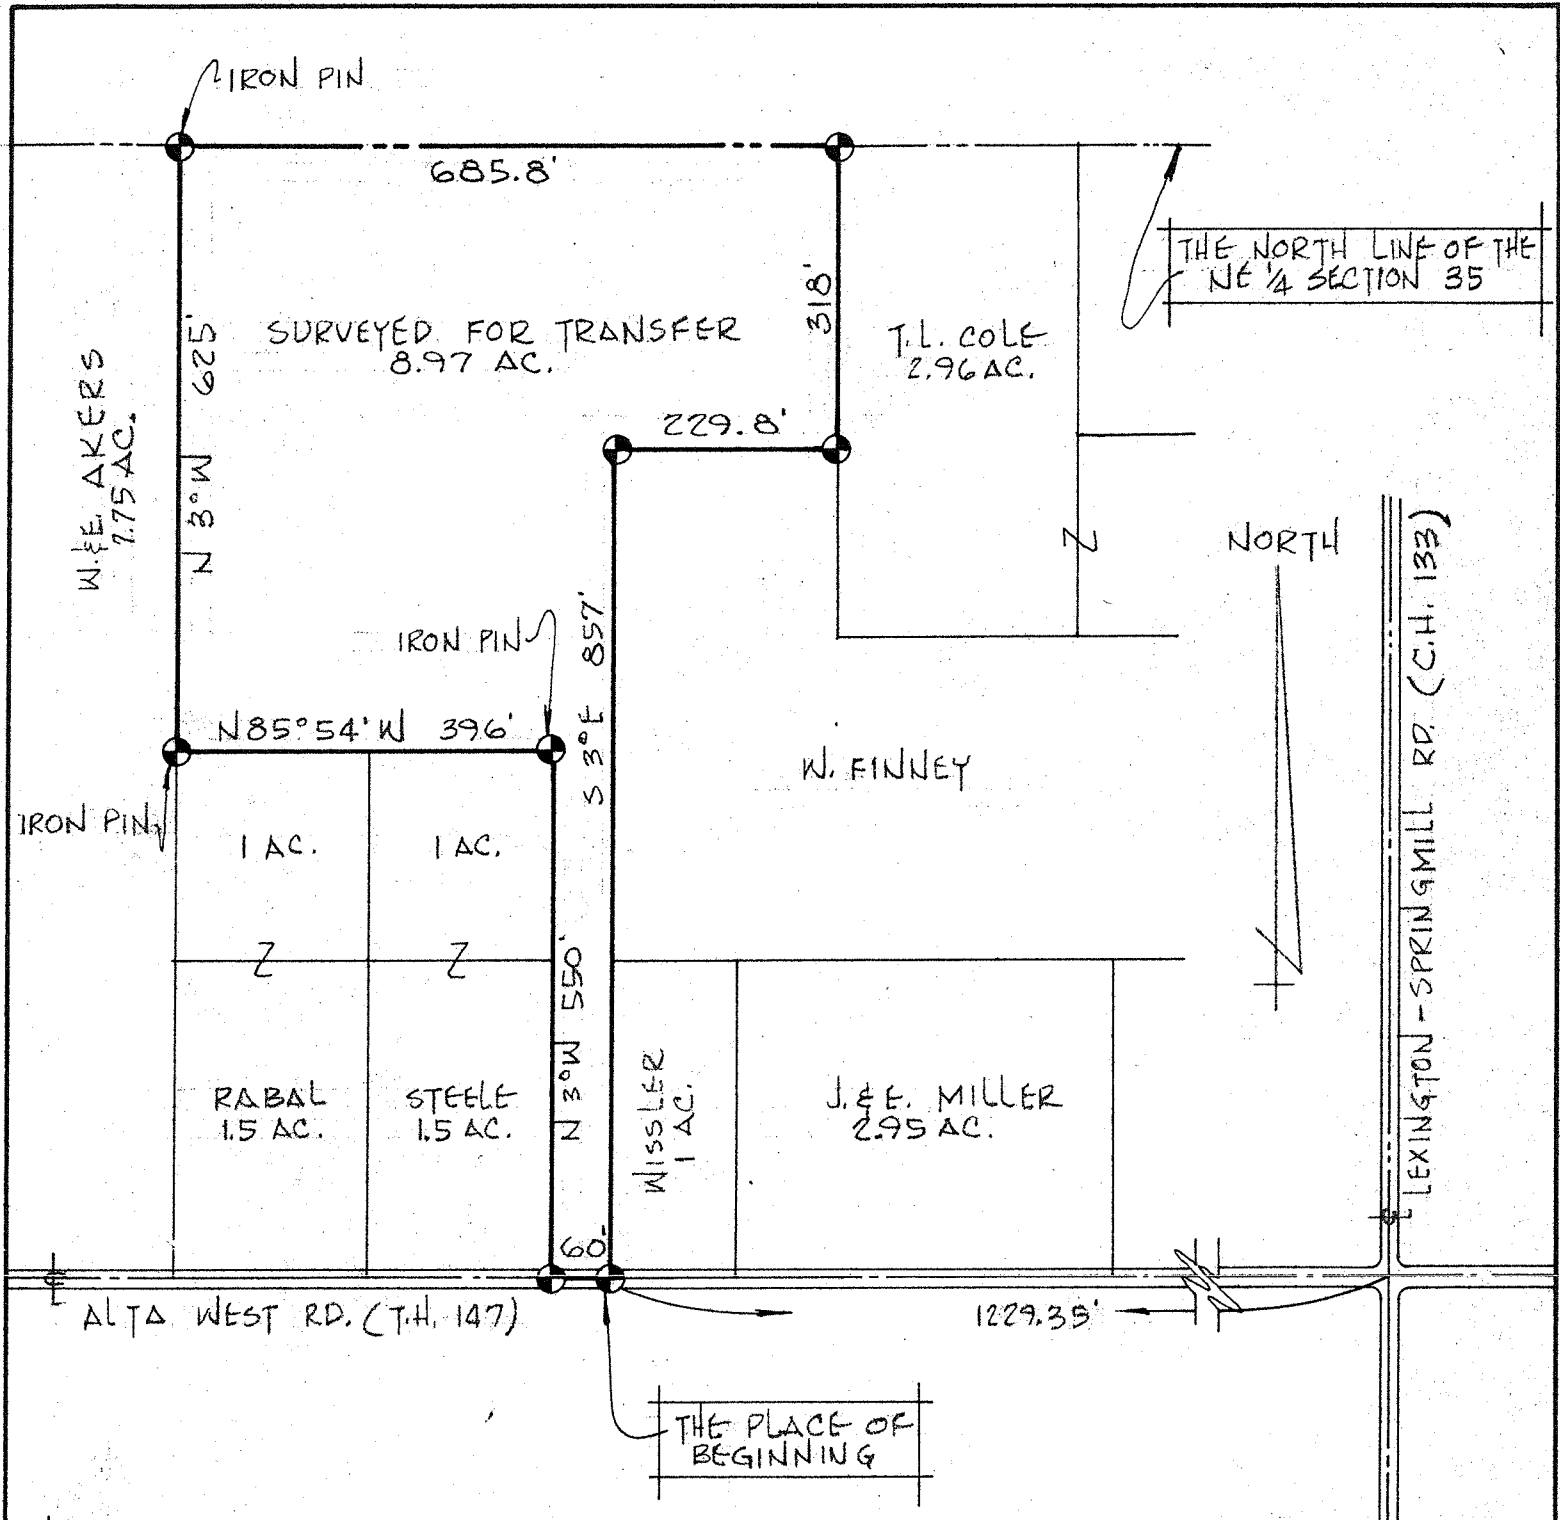 IRON PIN
685.8'
THE NORTH LINE OF THE
NE 1/4 SECTION 35
318'
N 3° W 625'
SURVEYED FOR TRANSFER
8.97 AC.
T.L. COLE
2.96 AC.
W. & E. AKERS
7.75 AC.
229.8'
NORTH
LEXINGTON - SPRINGMILL RD. (C.H. 133)
IRON PIN
S 3° E 857'
N 85° 54' W 396'
W. FINNEY
IRON PIN
1 AC.
1 AC.
N 3° W 550'
RABAL
1.5 AC.
STEELE
1.5 AC.
WISSLER
1 AC.
J. & E. MILLER
2.95 AC.
60'
ALTA WEST RD. (T.H. 147)
1229.35'
THE PLACE OF
BEGINNING